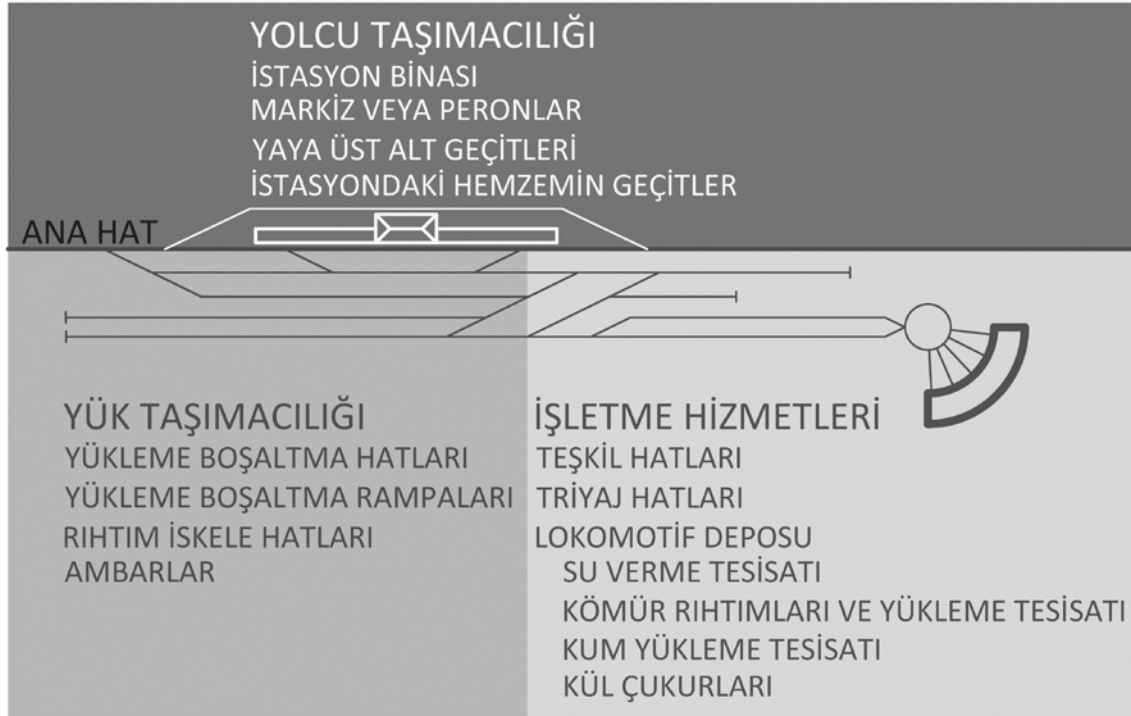 YOLCU TAŞIMACILIĞI
İSTASYON BİNASI
MARKİZ VEYA PERONLAR
YAYA ÜST ALT GEÇİTLERİ
İSTASYONDAKİ HEMZEMİN GEÇİTLER
ANA HAT
YÜK TAŞIMACILIĞI
YÜKLEME BOŞALTMA HATLARI
YÜKLEME BOŞALTMA RAMPALARI
RIHTIM İSKELE HATLARI
AMBARLAR
İŞLETME HİZMETLERİ
TEŞKİL HATLARI
TRİYAJ HATLARI
LOKOMOTİF DEPOSU
SU VERME TESİSATI
KÖMÜR RIHTIMLARI VE YÜKLEME TESİSATI
KUM YÜKLEME TESİSATI
KÜL ÇUKURLARI